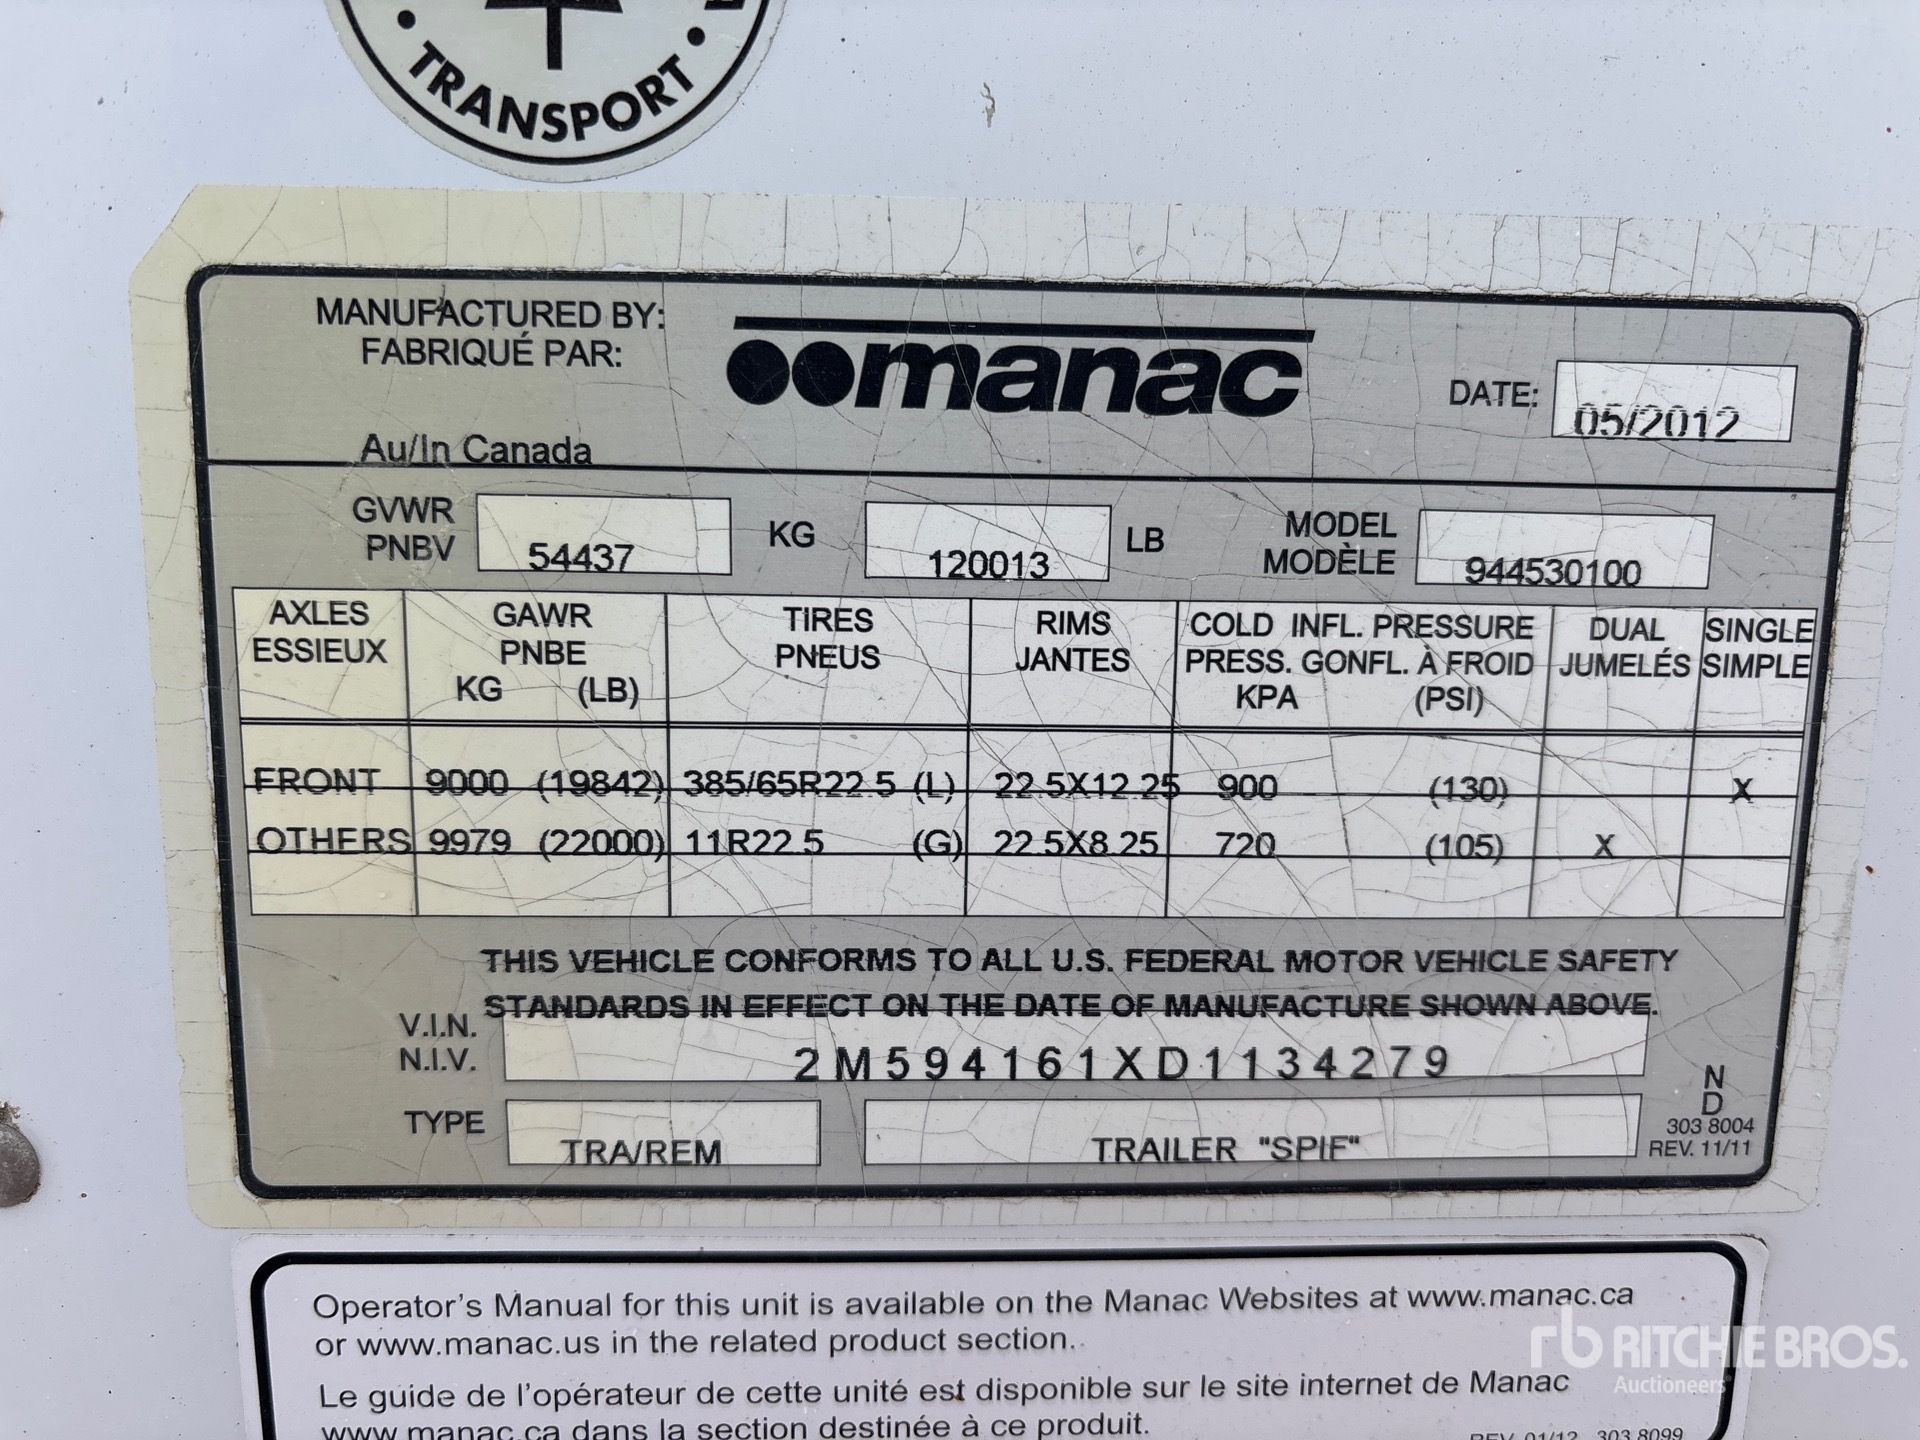 TRANSPORT
MANUFACTURED BY:
FABRIQUÉ PAR:
manac
DATE: 05/2012
Au/In Canada
GVWR
PNBV
54437 KG 120013 LB
MODEL
MODÈLE
944530100
AXLES
ESSIEUX
GAWR
PNBE
KG (LB)
TIRES
PNEUS
RIMS
JANTES
COLD INFL. PRESSURE
PRESS. GONFL. À FROID
KPA (PSI)
DUAL
JUMELÉS
SINGLE
SIMPLE
FRONT 9000 (19842) 385/65R22.5 (L) 22.5X12.25 900 (130) X
OTHERS 9979 (22000) 11R22.5 (G) 22.5X8.25 720 (105) X
THIS VEHICLE CONFORMS TO ALL U.S. FEDERAL MOTOR VEHICLE SAFETY
STANDARDS IN EFFECT ON THE DATE OF MANUFACTURE SHOWN ABOVE.
V.I.N.
N.I.V.
2M594161XD1134279
TYPE TRA/REM TRAILER "SPIF"
N
D
303 8004
REV. 11/11
Operator's Manual for this unit is available on the Manac Websites at www.manac.ca
or www.manac.us in the related product section.
Le guide de l'opérateur de cette unité est disponible sur le site internet de Manac
www.manac.ca dans la section destinée à ce produit.
REV. 01/12 303 8099
rb RITCHIE BROS.
Auctioneers